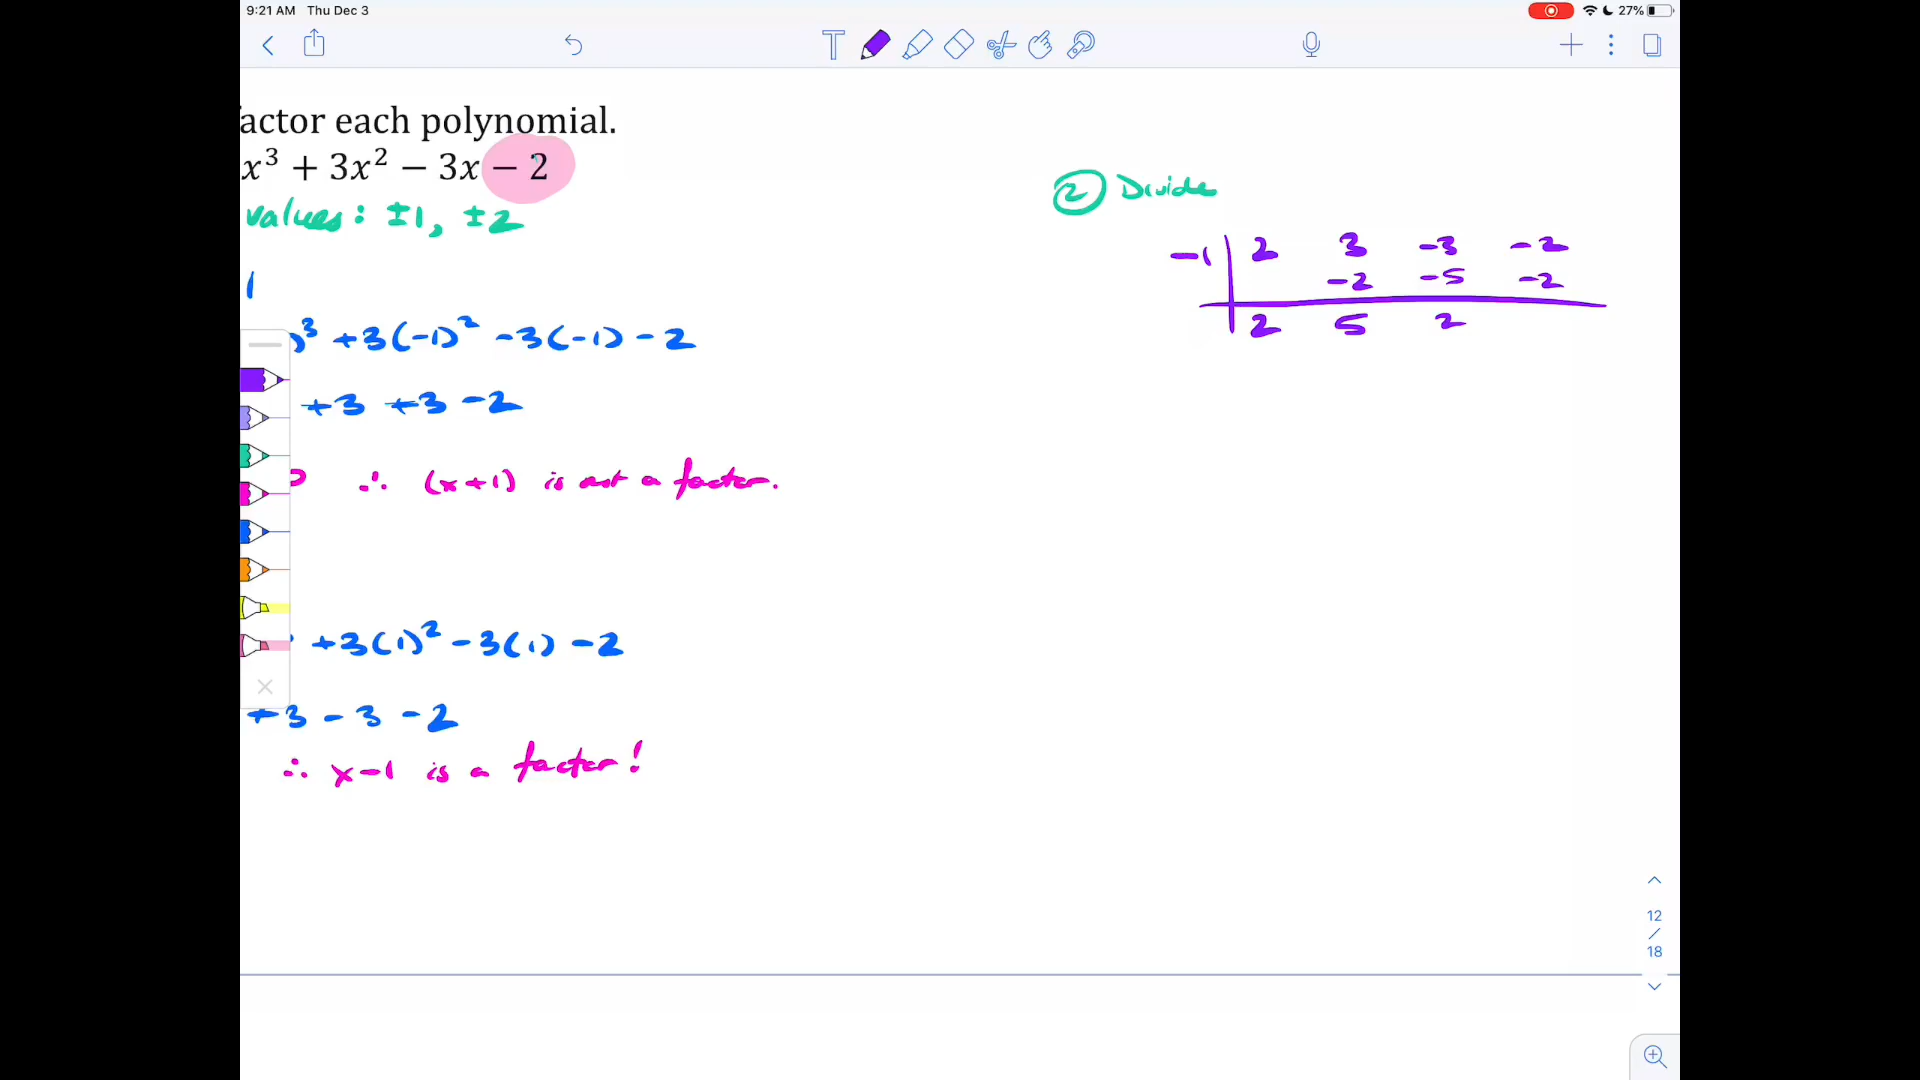 9:21 AM Thu Dec 3
27%
T
actor each polynomial.
x³ + 3x² − 3x − 2
values: ±1, ±2
1
)³ +3(-1)² -3(-1) -2
+3 +3 -2
∴ (x+1) is not a factor.
+3(1)² -3(1) -2
+3 -3 -2
∴ x-1 is a factor!
② Divide
-1 | 2 3 -3 -2
-2 -5 -2
2 5 2
12
/
18